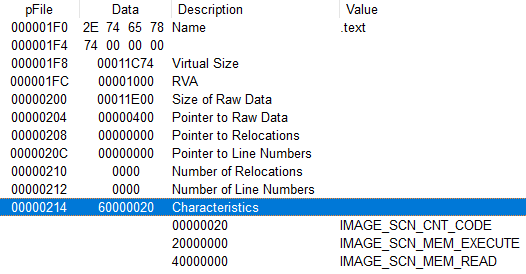 pFile Data Description Value
000001F0 2E 74 65 78 Name .text
000001F4 74 00 00 00
000001F8 00011C74 Virtual Size
000001FC 00001000 RVA
00000200 00011E00 Size of Raw Data
00000204 00000400 Pointer to Raw Data
00000208 00000000 Pointer to Relocations
0000020C 00000000 Pointer to Line Numbers
00000210 0000 Number of Relocations
00000212 0000 Number of Line Numbers
00000214 60000020 Characteristics
00000020 IMAGE_SCN_CNT_CODE
20000000 IMAGE_SCN_MEM_EXECUTE
40000000 IMAGE_SCN_MEM_READ